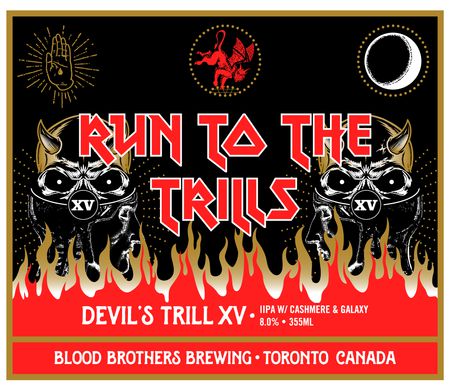 RUN TO THE
TRILLS
XV XV
DEVIL'S TRILL XV • IIPA W/ CASHMERE & GALAXY
8.0% • 355ML
BLOOD BROTHERS BREWING • TORONTO CANADA